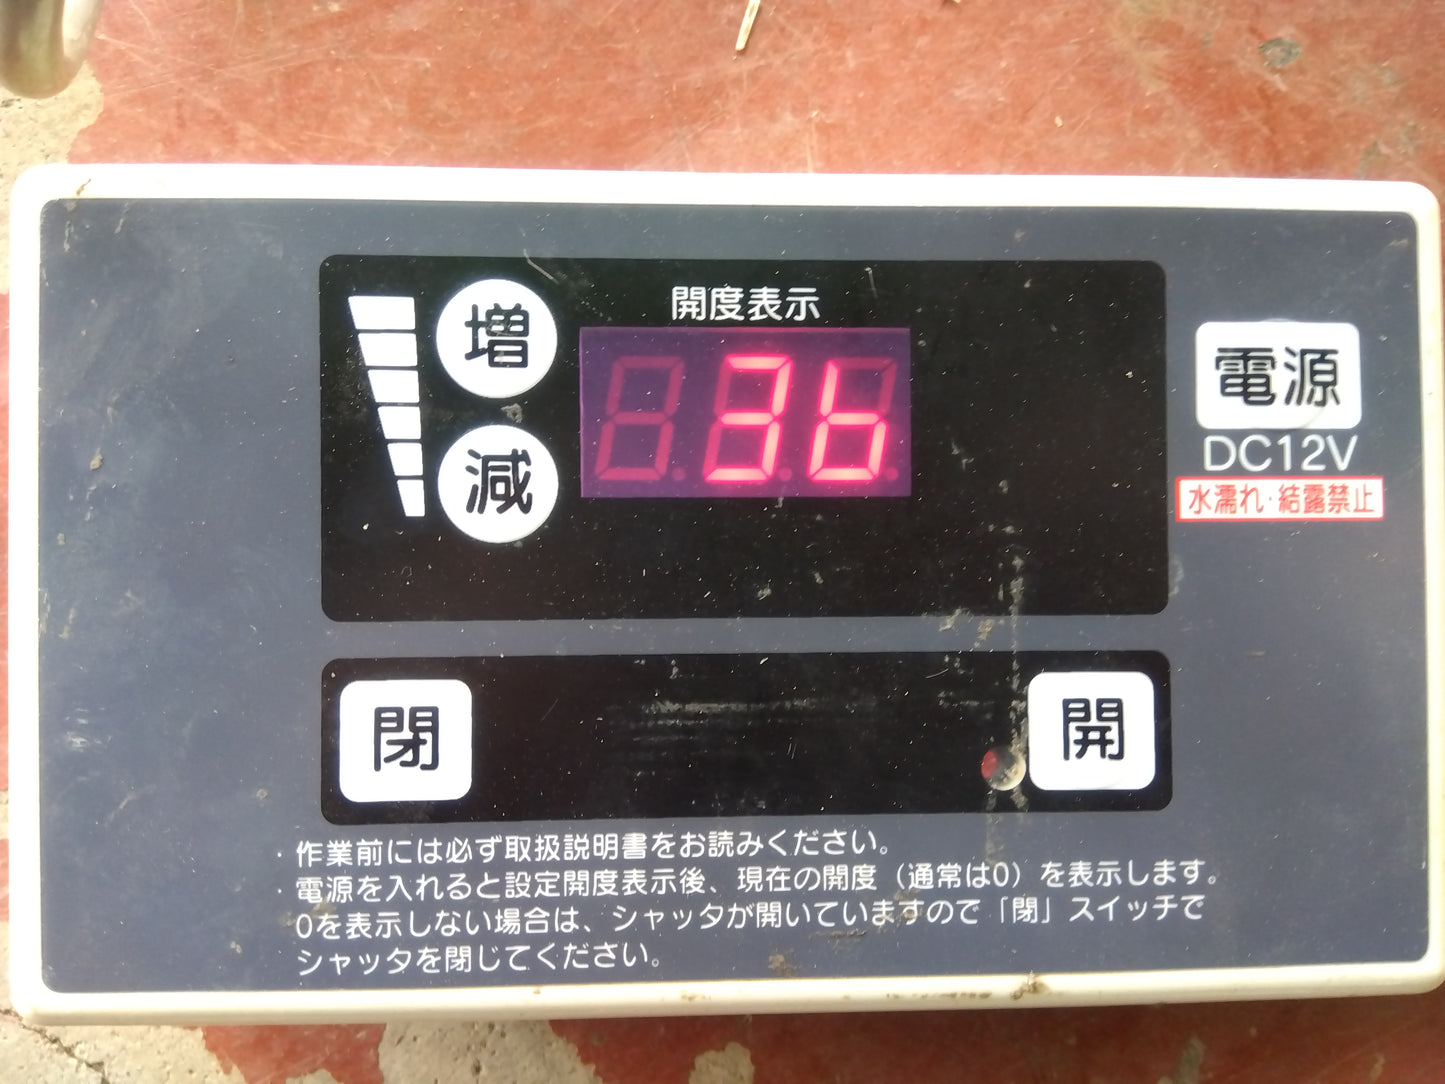 開度表示
増
36
減
電源
DC12V
水濡れ・結露禁止
閉
開
・作業前には必ず取扱説明書をお読みください。
・電源を入れると設定開度表示後、現在の開度（通常は0）を表示します。
0を表示しない場合は、シャッタが開いていますので「閉」スイッチで
シャッタを閉じてください。